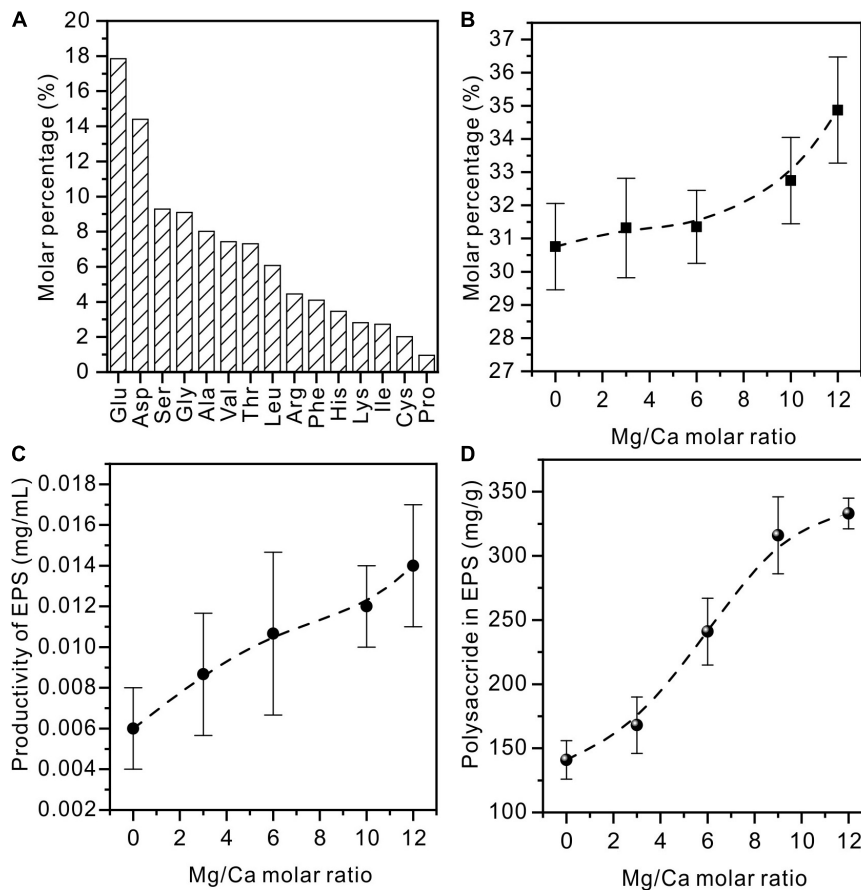 A
Molar percentage (%)
20
18
16
14
12
10
8
6
4
2
0
Glu
Asp
Ser
Gly
Ala
Val
Thr
Leu
Arg
Phe
His
Lys
Ile
Cys
Pro
B
Molar percentage (%)
37
36
35
34
33
32
31
30
29
28
27
0 2 4 6 8 10 12
Mg/Ca molar ratio
C
Productivity of EPS (mg/mL)
0.018
0.016
0.014
0.012
0.010
0.008
0.006
0.004
0.002
0 2 4 6 8 10 12
Mg/Ca molar ratio
D
Polysaccride in EPS (mg/g)
350
300
250
200
150
100
0 2 4 6 8 10 12
Mg/Ca molar ratio